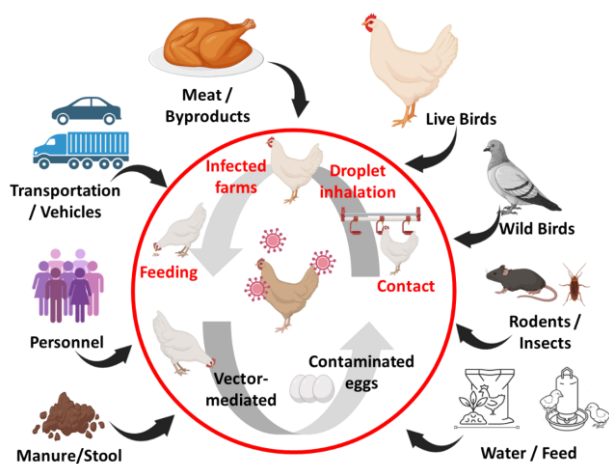 Meat /
Byproducts
Live Birds
Transportation
/ Vehicles
Infected
farms
Droplet
inhalation
Wild Birds
Feeding
Contact
Personnel
Rodents /
Insects
Vector-
mediated
Contaminated
eggs
Manure/Stool
Water / Feed